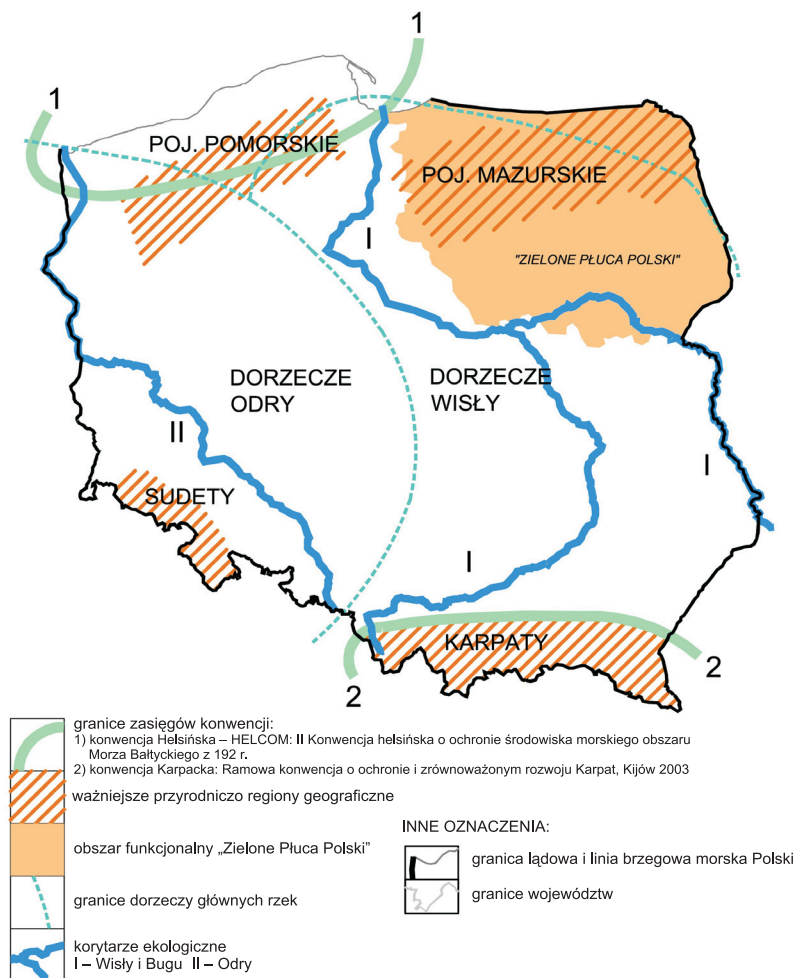 1
1
POJ. POMORSKIE
POJ. MAZURSKIE
I
"ZIELONE PŁUCA POLSKI"
DORZECZE
ODRY
DORZECZE
WISŁY
II
I
SUDETY
I
KARPATY
2
2
granice zasięgów konwencji:
1) konwencja Helsińska – HELCOM: II Konwencja helsińska o ochronie środowiska morskiego obszaru
Morza Bałtyckiego z 192 r.
2) konwencja Karpacka: Ramowa konwencja o ochronie i zrównoważonym rozwoju Karpat, Kijów 2003
ważniejsze przyrodniczo regiony geograficzne
obszar funkcjonalny „Zielone Płuca Polski”
granice dorzeczy głównych rzek
korytarze ekologiczne
I – Wisły i Bugu II – Odry
INNE OZNACZENIA:
granica lądowa i linia brzegowa morska Polski
granice województw